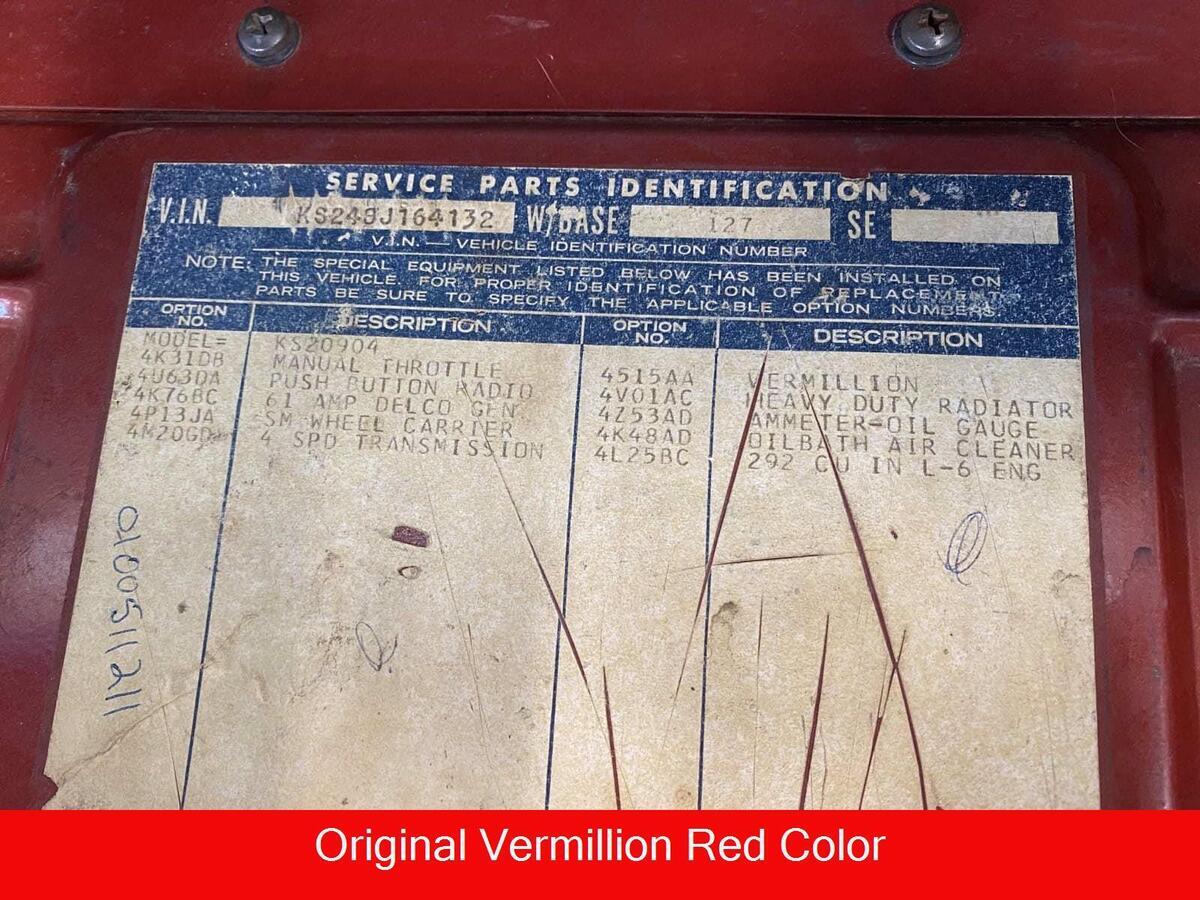 SERVICE PARTS IDENTIFICATION
V.I.N. KS249J164132 W/BASE 127 SE
V.I.N. — VEHICLE IDENTIFICATION NUMBER
NOTE: THE SPECIAL EQUIPMENT LISTED BELOW HAS BEEN INSTALLED ON
THIS VEHICLE. FOR PROPER IDENTIFICATION OF REPLACEMENT
PARTS BE SURE TO SPECIFY THE APPLICABLE OPTION NUMBERS.
OPTION NO. DESCRIPTION
MODEL= KS20904
4K31DB MANUAL THROTTLE
4U63DA PUSH BUTTON RADIO
4K76BC 61 AMP DELCO GEN
4P13JA SM WHEEL CARRIER
4M20GD 4 SPD TRANSMISSION
OPTION NO. DESCRIPTION
4515AA VERMILLION
4V01AC HEAVY DUTY RADIATOR
4Z53AD AMMETER-OIL GAUGE
4K48AD OILBATH AIR CLEANER
4L25BC 292 CU IN L-6 ENG
Original Vermillion Red Color